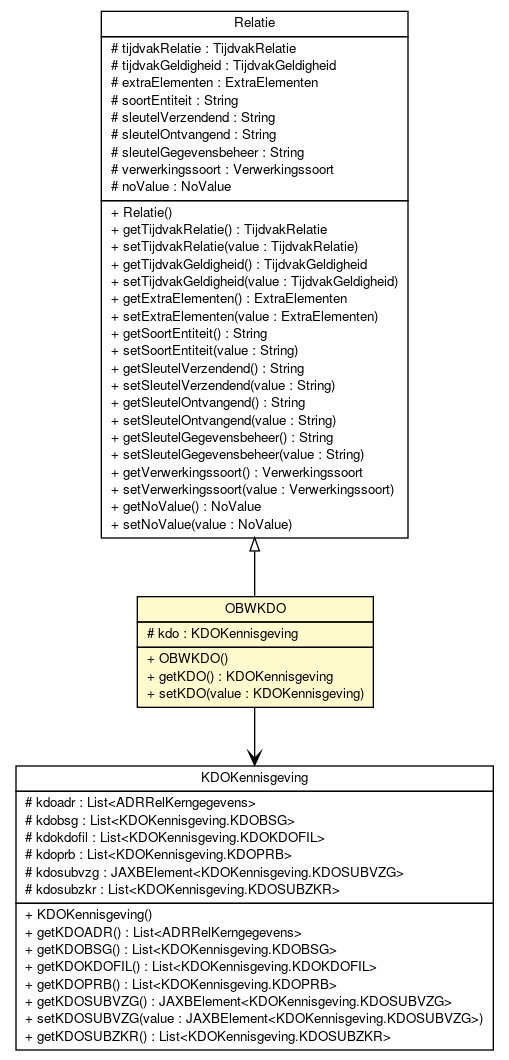 Relatie
# tijdvakRelatie : TijdvakRelatie
# tijdvakGeldigheid : TijdvakGeldigheid
# extraElementen : ExtraElementen
# soortEntiteit : String
# sleutelVerzendend : String
# sleutelOntvangend : String
# sleutelGegevensbeheer : String
# verwerkingssoort : Verwerkingssoort
# noValue : NoValue
+ Relatie()
+ getTijdvakRelatie() : TijdvakRelatie
+ setTijdvakRelatie(value : TijdvakRelatie)
+ getTijdvakGeldigheid() : TijdvakGeldigheid
+ setTijdvakGeldigheid(value : TijdvakGeldigheid)
+ getExtraElementen() : ExtraElementen
+ setExtraElementen(value : ExtraElementen)
+ getSoortEntiteit() : String
+ setSoortEntiteit(value : String)
+ getSleutelVerzendend() : String
+ setSleutelVerzendend(value : String)
+ getSleutelOntvangend() : String
+ setSleutelOntvangend(value : String)
+ getSleutelGegevensbeheer() : String
+ setSleutelGegevensbeheer(value : String)
+ getVerwerkingssoort() : Verwerkingssoort
+ setVerwerkingssoort(value : Verwerkingssoort)
+ getNoValue() : NoValue
+ setNoValue(value : NoValue)
OBWKDO
# kdo : KDOKennisgeving
+ OBWKDO()
+ getKDO() : KDOKennisgeving
+ setKDO(value : KDOKennisgeving)
KDOKennisgeving
# kdoadr : List<ADRRelKerngegevens>
# kdobsg : List<KDOKennisgeving.KDOBSG>
# kdokdofil : List<KDOKennisgeving.KDOKDOFIL>
# kdoprb : List<KDOKennisgeving.KDOPRB>
# kdosubvzg : JAXBElement<KDOKennisgeving.KDOSUBVZG>
# kdosubzkr : List<KDOKennisgeving.KDOSUBZKR>
+ KDOKennisgeving()
+ getKDOADR() : List<ADRRelKerngegevens>
+ getKDOBSG() : List<KDOKennisgeving.KDOBSG>
+ getKDOKDOFIL() : List<KDOKennisgeving.KDOKDOFIL>
+ getKDOPRB() : List<KDOKennisgeving.KDOPRB>
+ getKDOSUBVZG() : JAXBElement<KDOKennisgeving.KDOSUBVZG>
+ setKDOSUBVZG(value : JAXBElement<KDOKennisgeving.KDOSUBVZG>)
+ getKDOSUBZKR() : List<KDOKennisgeving.KDOSUBZKR>